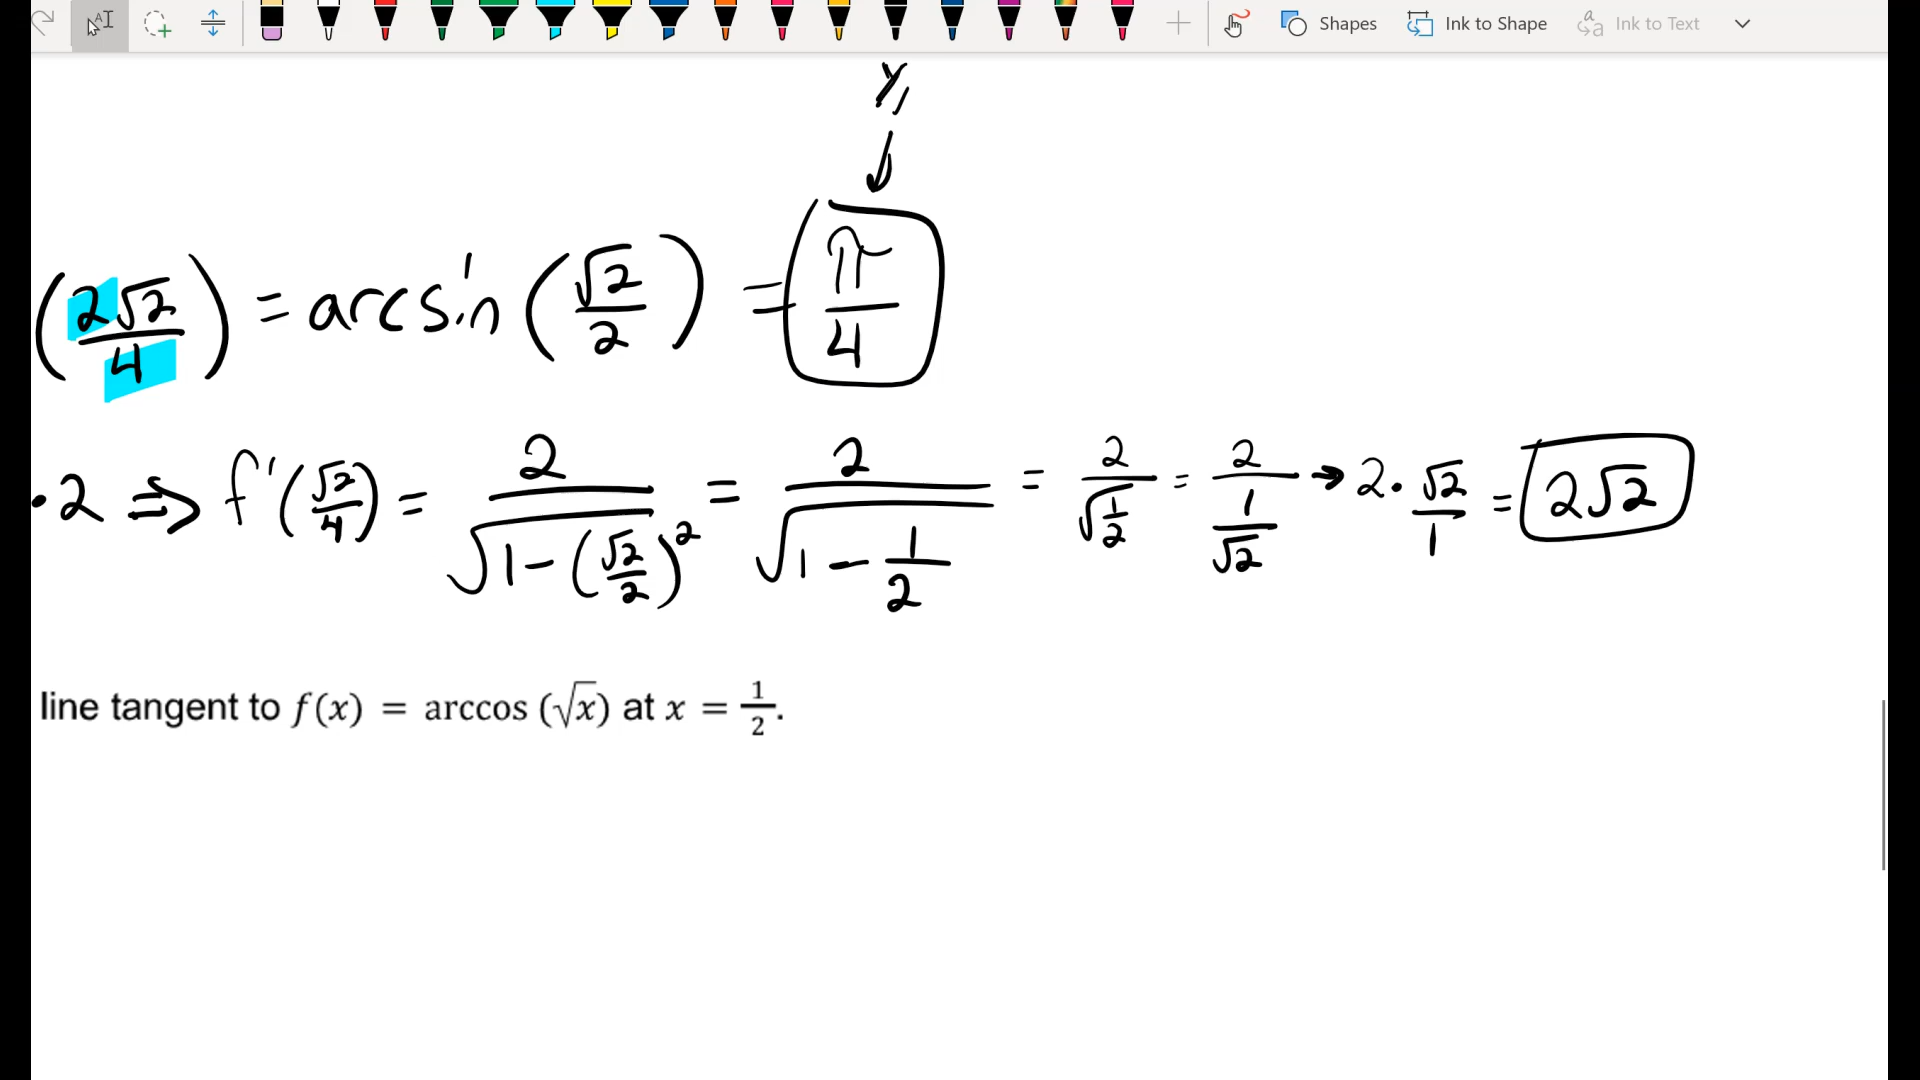 Shapes Ink to Shape Ink to Text
y₁
(2√2/4) = arcsin(√2/2) = π/4
·2 ⇒ f'(√2/4) = 2/√(1-(√2/2)²) = 2/√(1-1/2) = 2/√(1/2) = 2/(1/√2) → 2·√2/1 = 2√2
line tangent to f(x) = arccos (√x) at x = 1/2.